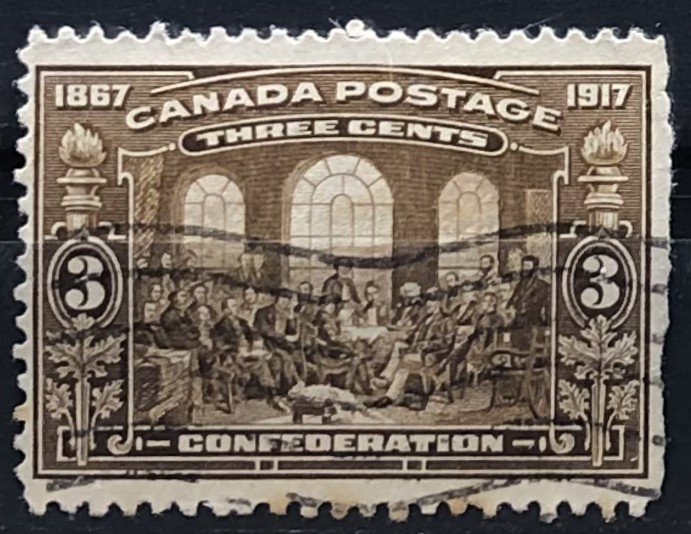 1867 CANADA POSTAGE 1917
THREE CENTS
3 3
CONFEDERATION